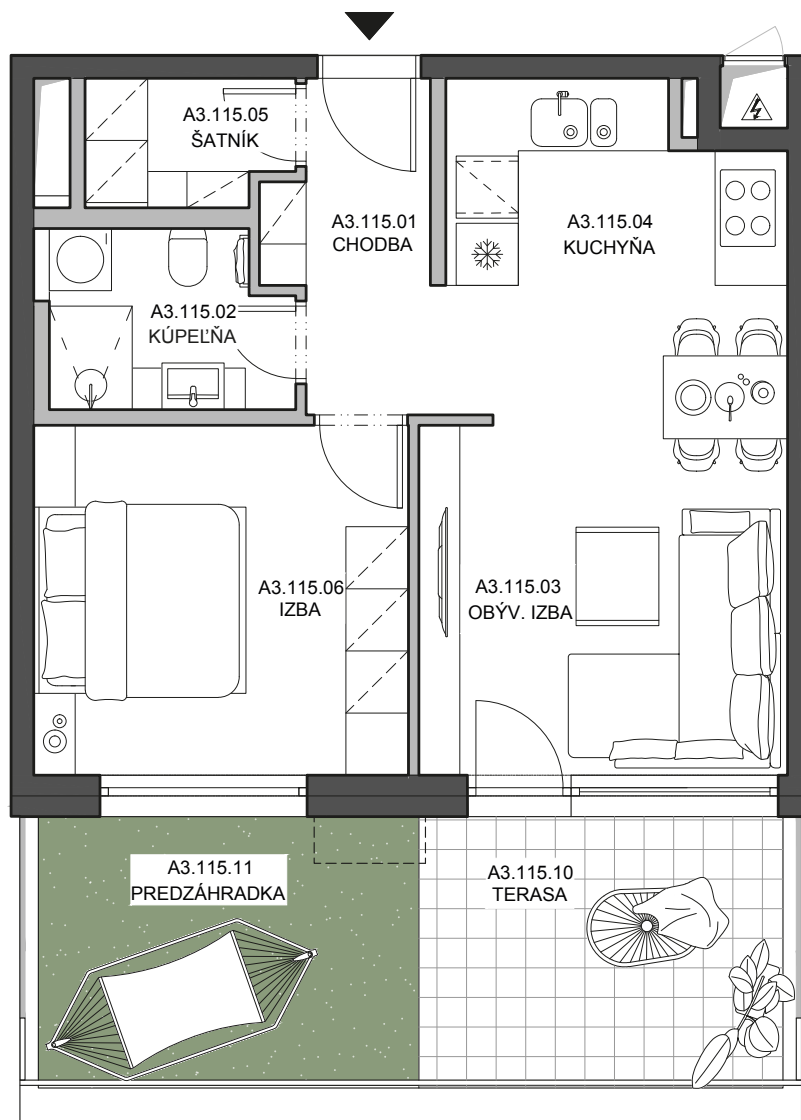 A3.115.05
ŠATNÍK
A3.115.01
CHODBA
A3.115.04
KUCHYŇA
A3.115.02
KÚPEĽŇA
A3.115.06
IZBA
A3.115.03
OBÝV. IZBA
A3.115.11
PREDZÁHRADKA
A3.115.10
TERASA